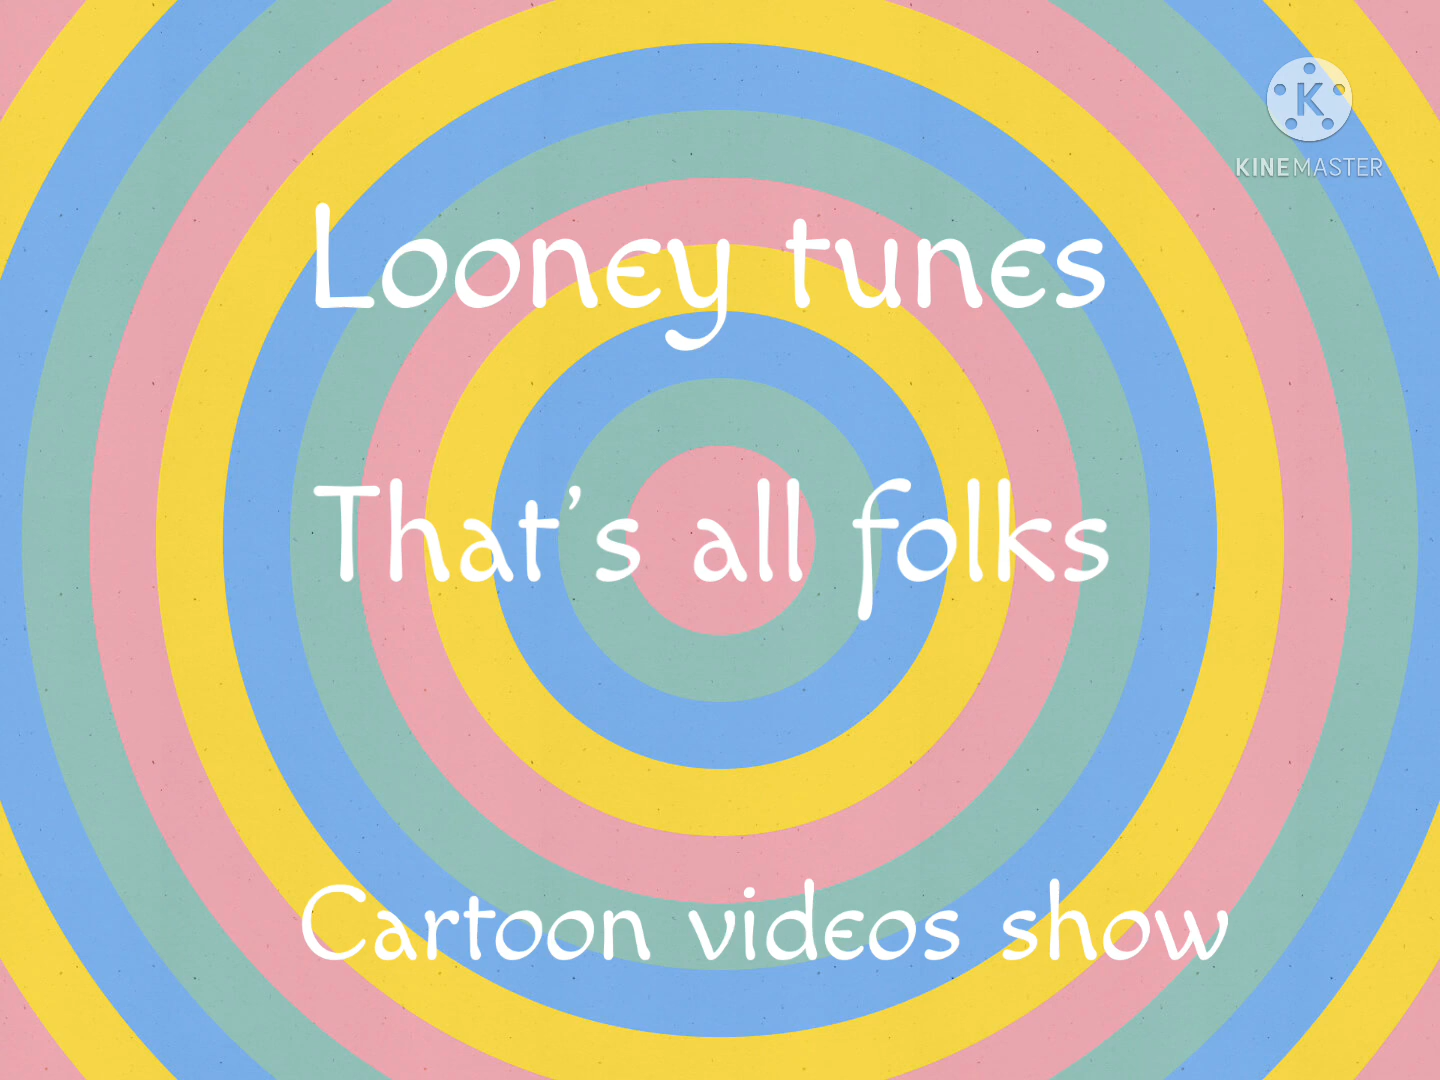 K
KINEMASTER
Looney tunes
That's all folks
Cartoon videos show